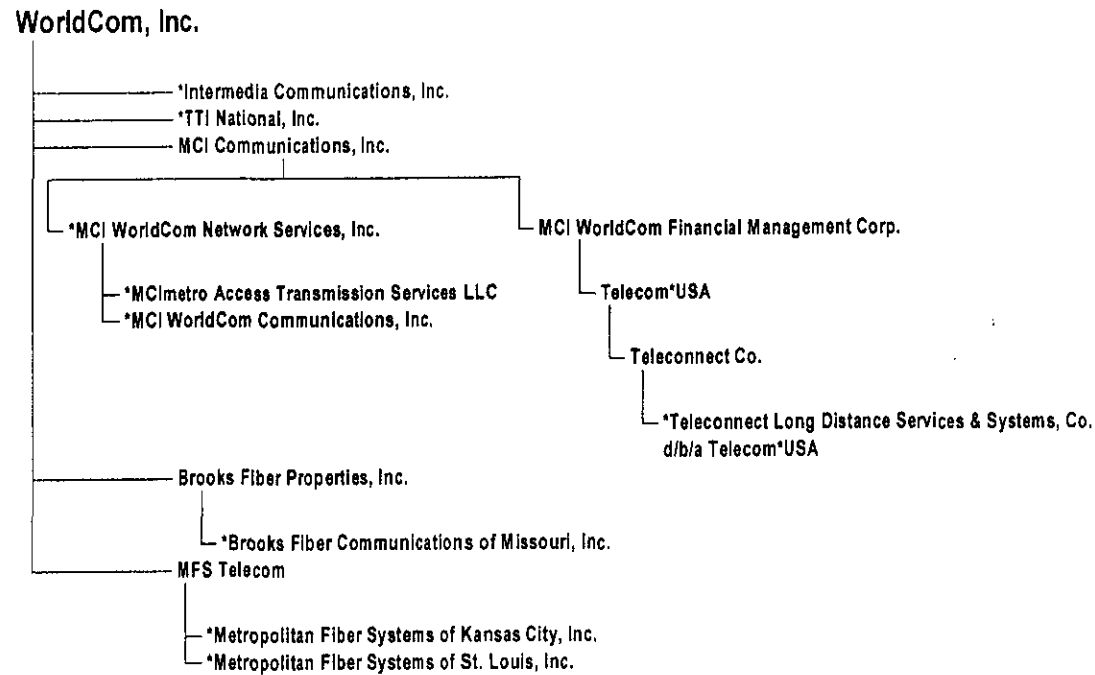 WorldCom, Inc.
*Intermedia Communications, Inc.
*TTI National, Inc.
MCI Communications, Inc.
*MCI WorldCom Network Services, Inc.
MCI WorldCom Financial Management Corp.
*MCImetro Access Transmission Services LLC
*MCI WorldCom Communications, Inc.
Telecom*USA
Teleconnect Co.
*Teleconnect Long Distance Services & Systems, Co.
d/b/a Telecom*USA
Brooks Fiber Properties, Inc.
*Brooks Fiber Communications of Missouri, Inc.
MFS Telecom
*Metropolitan Fiber Systems of Kansas City, Inc.
*Metropolitan Fiber Systems of St. Louis, Inc.